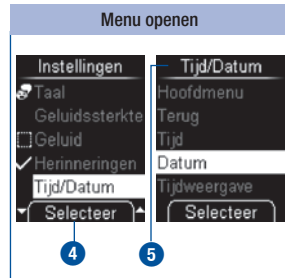 Menu openen
Instellingen
Taal
Geluidssterkte
Geluid
Herinneringen
Tijd/Datum
Selecteer
4
Tijd/Datum
Hoofdmenu
Terug
Tijd
Datum
Tijdweergave
Selecteer
5